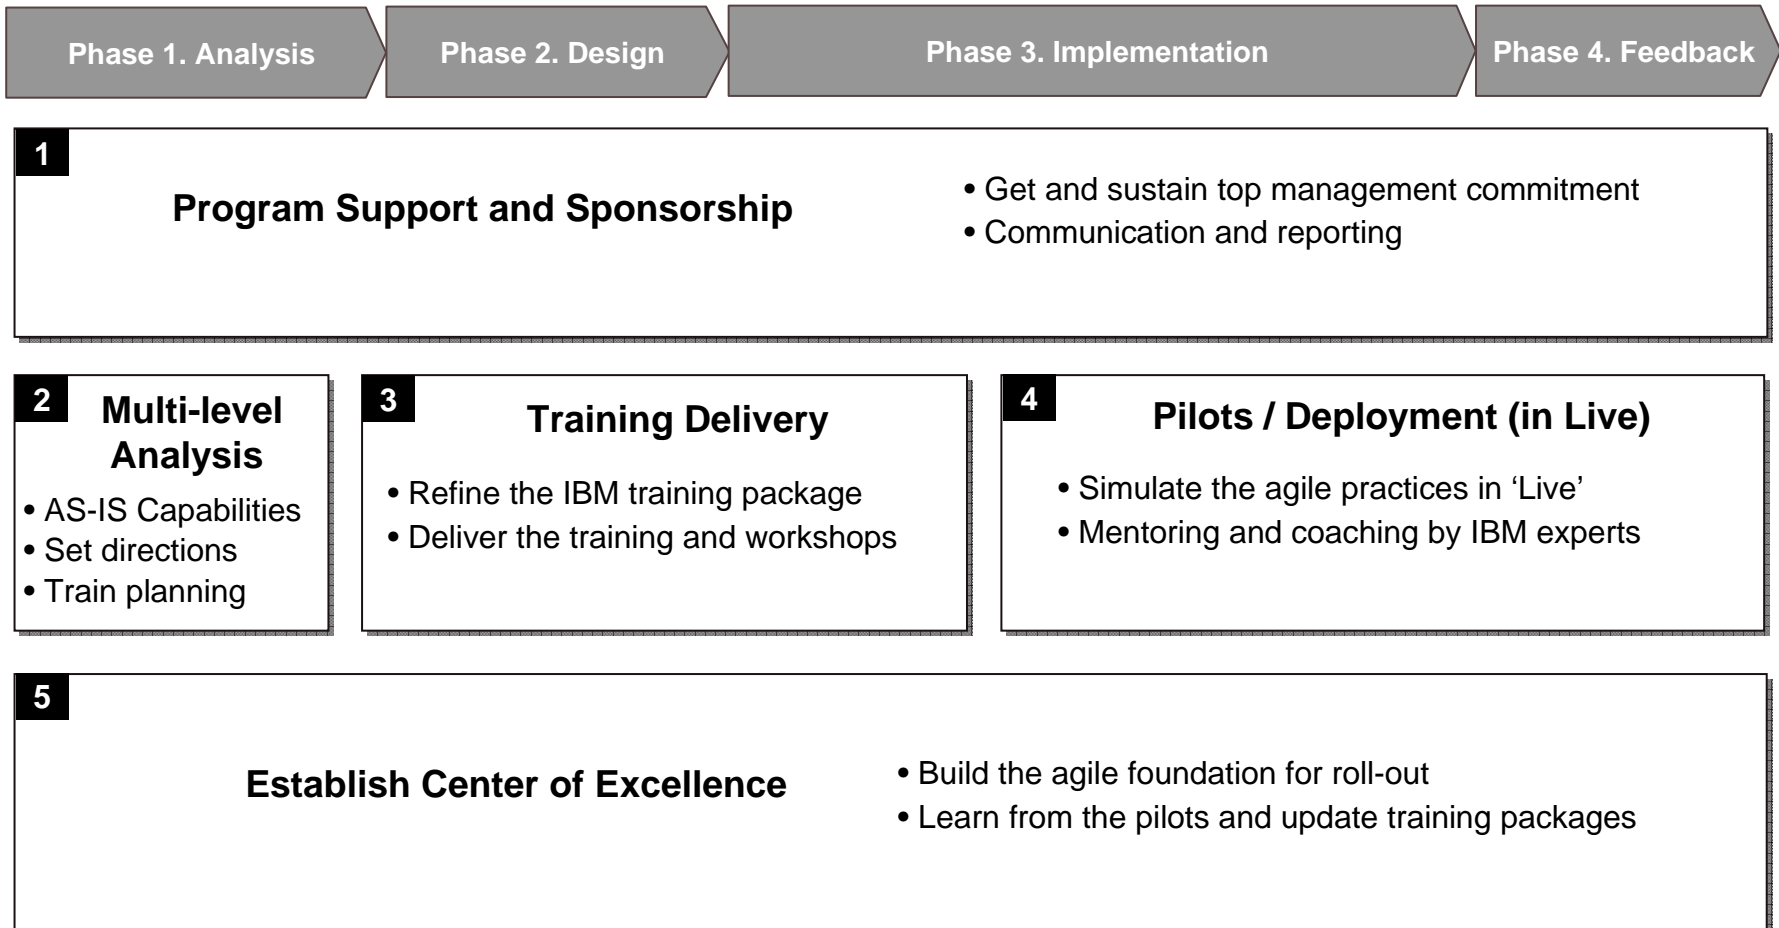 Phase 1. Analysis
Phase 2. Design
Phase 3. Implementation
Phase 4. Feedback
1
Program Support and Sponsorship
• Get and sustain top management commitment
• Communication and reporting
2
Multi-level
Analysis
• AS-IS Capabilities
• Set directions
• Train planning
3
Training Delivery
• Refine the IBM training package
• Deliver the training and workshops
4
Pilots / Deployment (in Live)
• Simulate the agile practices in ‘Live’
• Mentoring and coaching by IBM experts
5
Establish Center of Excellence
• Build the agile foundation for roll-out
• Learn from the pilots and update training packages